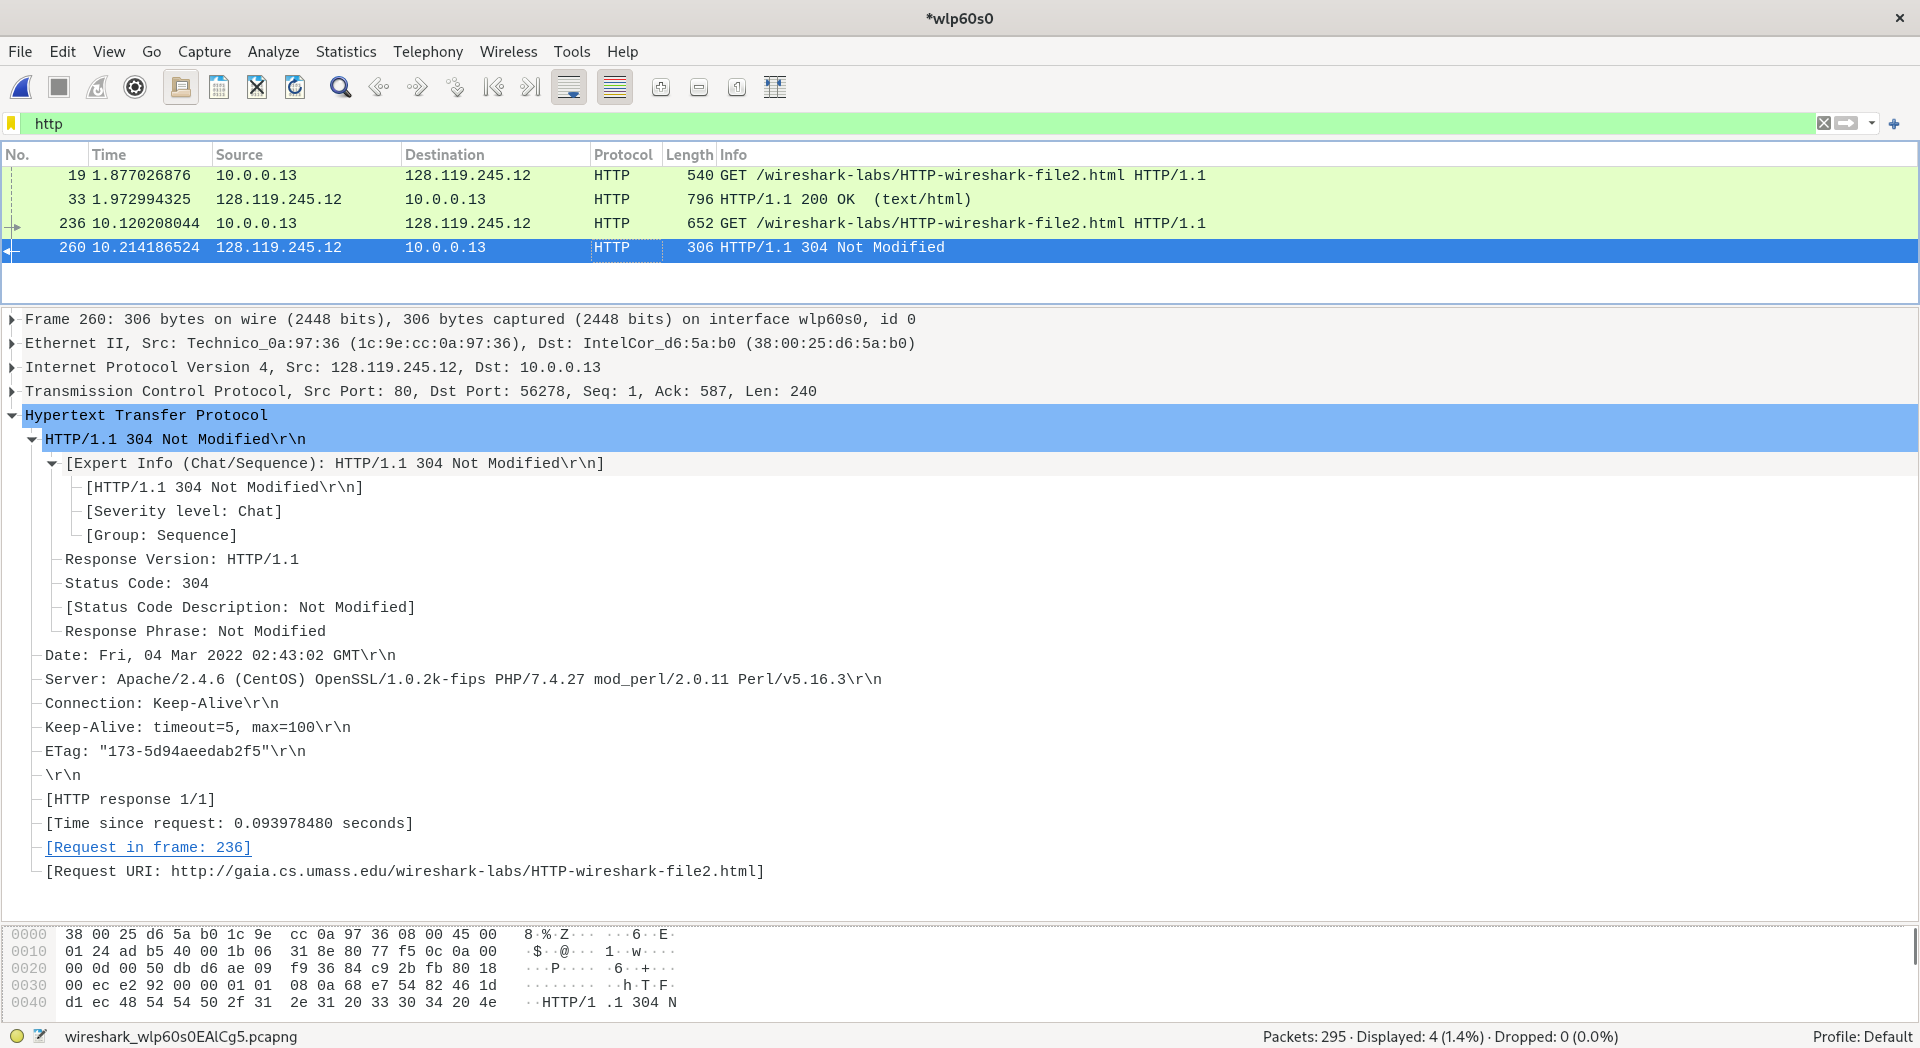 *wlp60s0
File Edit View Go Capture Analyze Statistics Telephony Wireless Tools Help
http
No. Time Source Destination Protocol Length Info
19 1.877026876 10.0.0.13 128.119.245.12 HTTP 540 GET /wireshark-labs/HTTP-wireshark-file2.html HTTP/1.1
33 1.972994325 128.119.245.12 10.0.0.13 HTTP 796 HTTP/1.1 200 OK  (text/html)
236 10.120208044 10.0.0.13 128.119.245.12 HTTP 652 GET /wireshark-labs/HTTP-wireshark-file2.html HTTP/1.1
260 10.214186524 128.119.245.12 10.0.0.13 HTTP 306 HTTP/1.1 304 Not Modified
Frame 260: 306 bytes on wire (2448 bits), 306 bytes captured (2448 bits) on interface wlp60s0, id 0
Ethernet II, Src: Technico_0a:97:36 (1c:9e:cc:0a:97:36), Dst: IntelCor_d6:5a:b0 (38:00:25:d6:5a:b0)
Internet Protocol Version 4, Src: 128.119.245.12, Dst: 10.0.0.13
Transmission Control Protocol, Src Port: 80, Dst Port: 56278, Seq: 1, Ack: 587, Len: 240
Hypertext Transfer Protocol
HTTP/1.1 304 Not Modified\r\n
[Expert Info (Chat/Sequence): HTTP/1.1 304 Not Modified\r\n]
[HTTP/1.1 304 Not Modified\r\n]
[Severity level: Chat]
[Group: Sequence]
Response Version: HTTP/1.1
Status Code: 304
[Status Code Description: Not Modified]
Response Phrase: Not Modified
Date: Fri, 04 Mar 2022 02:43:02 GMT\r\n
Server: Apache/2.4.6 (CentOS) OpenSSL/1.0.2k-fips PHP/7.4.27 mod_perl/2.0.11 Perl/v5.16.3\r\n
Connection: Keep-Alive\r\n
Keep-Alive: timeout=5, max=100\r\n
ETag: "173-5d94aeedab2f5"\r\n
\r\n
[HTTP response 1/1]
[Time since request: 0.093978480 seconds]
[Request in frame: 236]
[Request URI: http://gaia.cs.umass.edu/wireshark-labs/HTTP-wireshark-file2.html]
0000 38 00 25 d6 5a b0 1c 9e cc 0a 97 36 08 00 45 00 8·%·Z··· ···6··E·
0010 01 24 ad b5 40 00 1b 06 31 8e 80 77 f5 0c 0a 00 ·$··@··· 1··w····
0020 00 0d 00 50 db d6 ae 09 f9 36 84 c9 2b fb 80 18 ···P···· ·6··+···
0030 00 ec e2 92 00 00 01 01 08 0a 68 e7 54 82 46 1d ········ ··h·T·F·
0040 d1 ec 48 54 54 50 2f 31 2e 31 20 33 30 34 20 4e ··HTTP/1 .1 304 N
wireshark_wlp60s0EAlCg5.pcapng
Packets: 295 · Displayed: 4 (1.4%) · Dropped: 0 (0.0%)
Profile: Default